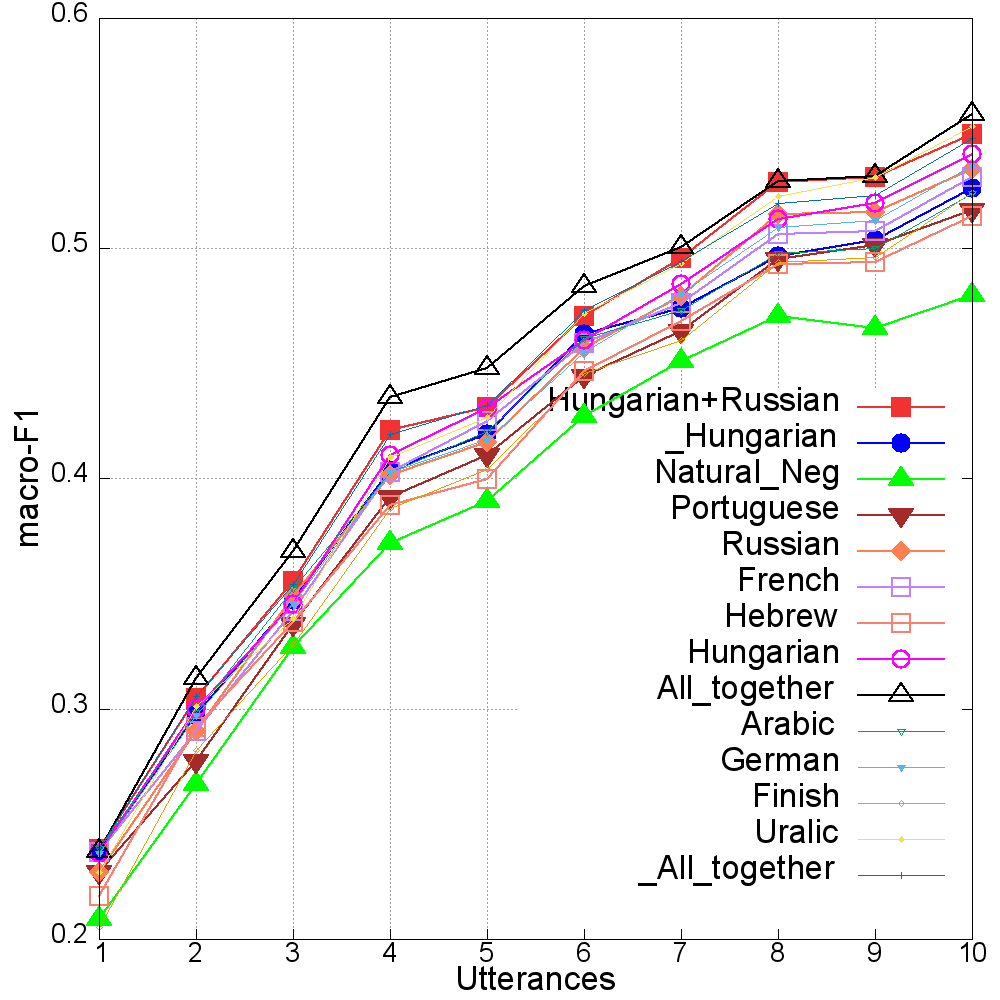 0.6
0.5
0.4
0.3
0.2
macro-F1
Hungarian+Russian
_Hungarian
Natural_Neg
Portuguese
Russian
French
Hebrew
Hungarian
All_together
Arabic
German
Finish
Uralic
_All_together
1 2 3 4 5 6 7 8 9 10
Utterances